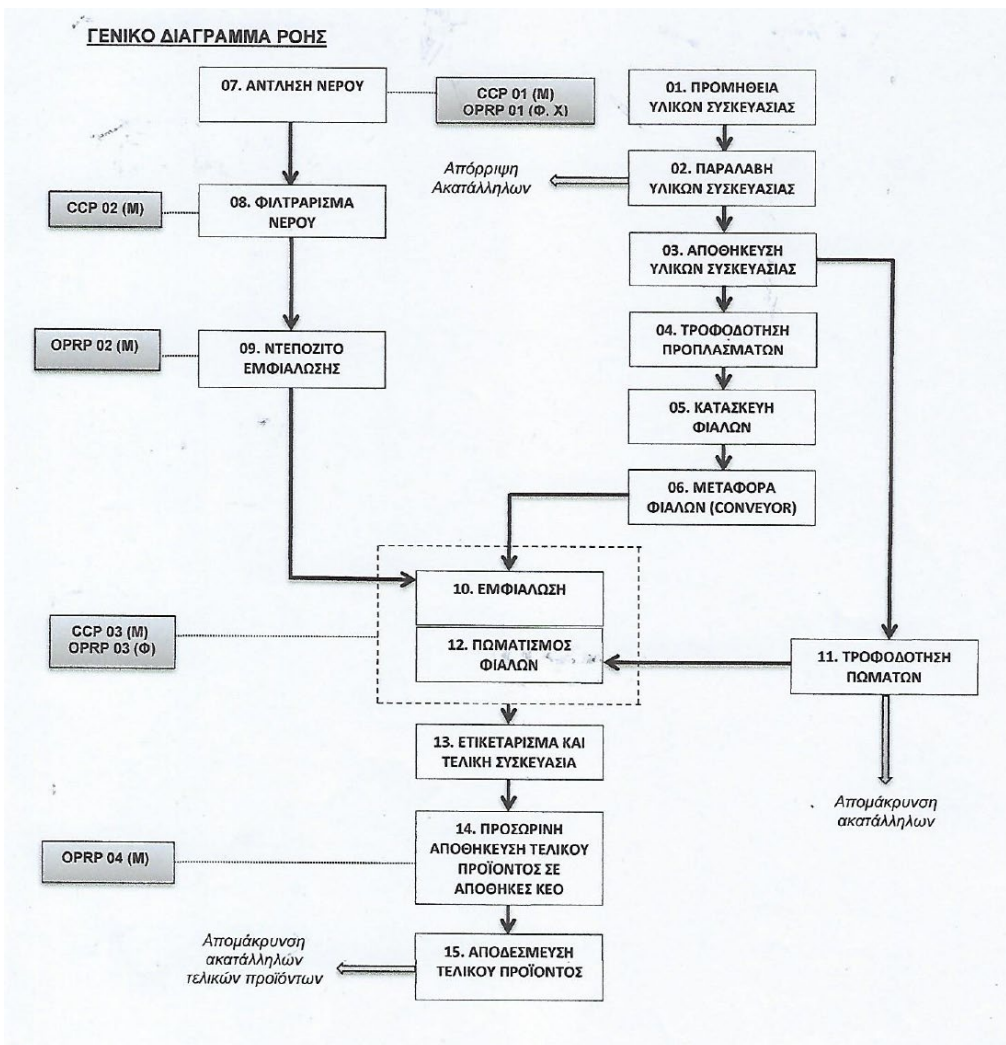 ΓΕΝΙΚΟ ΔΙΑΓΡΑΜΜΑ ΡΟΗΣ
07. ΑΝΤΛΗΣΗ ΝΕΡΟΥ
CCP 01 (Μ)
OPRP 01 (Φ, Χ)
01. ΠΡΟΜΗΘΕΙΑ
ΥΛΙΚΩΝ ΣΥΣΚΕΥΑΣΙΑΣ
Απόρριψη
Ακατάλληλων
02. ΠΑΡΑΛΑΒΗ
ΥΛΙΚΩΝ ΣΥΣΚΕΥΑΣΙΑΣ
CCP 02 (Μ)
08. ΦΙΛΤΡΑΡΙΣΜΑ
ΝΕΡΟΥ
03. ΑΠΟΘΗΚΕΥΣΗ
ΥΛΙΚΩΝ ΣΥΣΚΕΥΑΣΙΑΣ
04. ΤΡΟΦΟΔΟΤΗΣΗ
ΠΡΟΠΛΑΣΜΑΤΩΝ
OPRP 02 (Μ)
09. ΝΤΕΠΟΖΙΤΟ
ΕΜΦΙΑΛΩΣΗΣ
05. ΚΑΤΑΣΚΕΥΗ
ΦΙΑΛΩΝ
06. ΜΕΤΑΦΟΡΑ
ΦΙΑΛΩΝ (CONVEYOR)
10. ΕΜΦΙΑΛΩΣΗ
CCP 03 (Μ)
OPRP 03 (Φ)
12. ΠΩΜΑΤΙΣΜΟΣ
ΦΙΑΛΩΝ
11. ΤΡΟΦΟΔΟΤΗΣΗ
ΠΩΜΑΤΩΝ
13. ΕΤΙΚΕΤΑΡΙΣΜΑ ΚΑΙ
ΤΕΛΙΚΗ ΣΥΣΚΕΥΑΣΙΑ
Απομάκρυνση
ακατάλληλων
OPRP 04 (Μ)
14. ΠΡΟΣΩΡΙΝΗ
ΑΠΟΘΗΚΕΥΣΗ ΤΕΛΙΚΟΥ
ΠΡΟΪΟΝΤΟΣ ΣΕ
ΑΠΟΘΗΚΕΣ ΚΕΟ
Απομάκρυνση
ακατάλληλών
τελικών προϊόντων
15. ΑΠΟΔΕΣΜΕΥΣΗ
ΤΕΛΙΚΟΥ ΠΡΟΪΟΝΤΟΣ